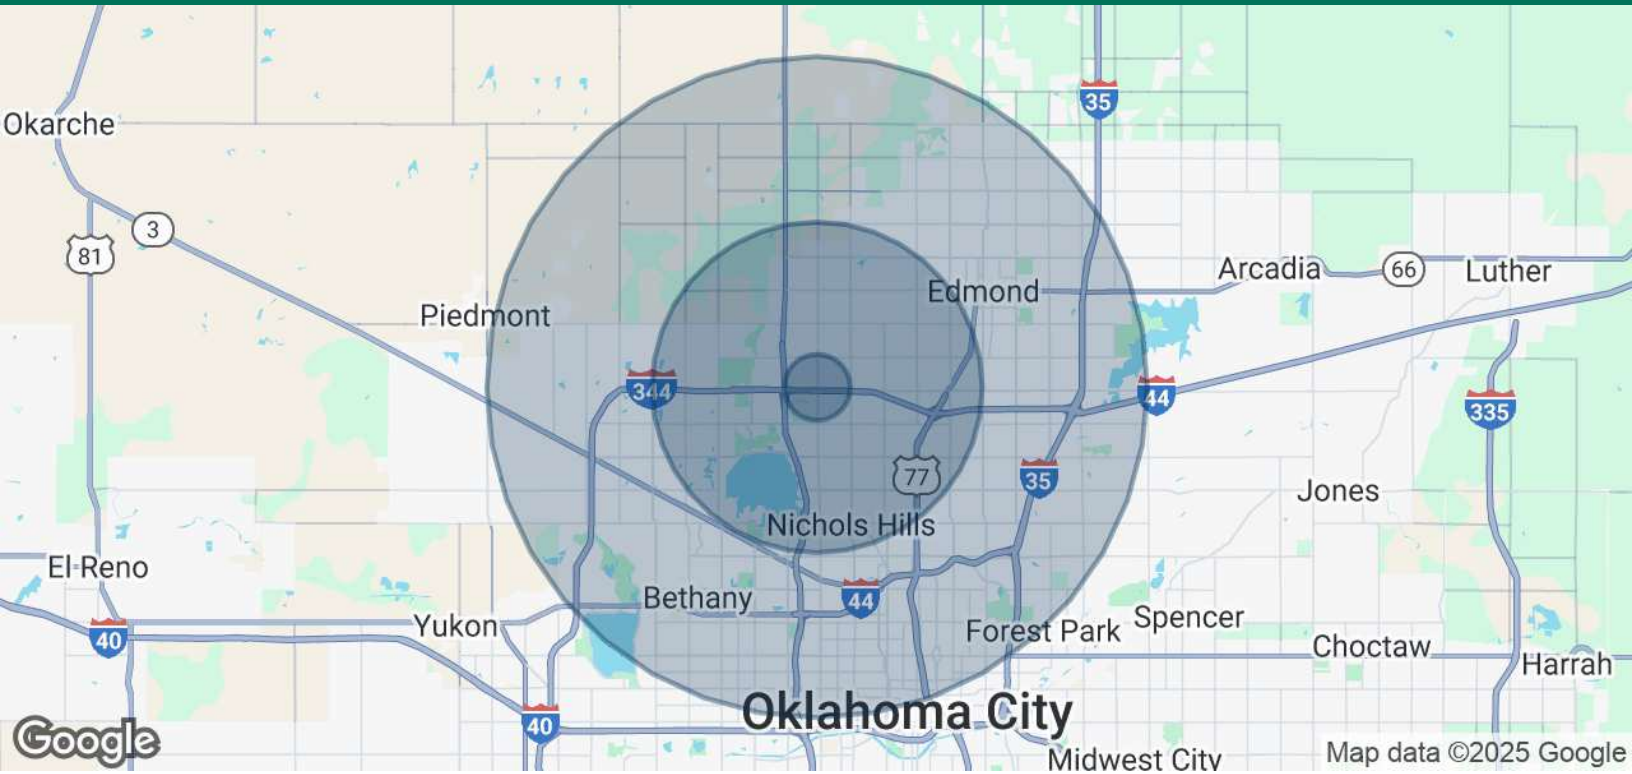 35
Okarche
3
81
Arcadia
66
Luther
Edmond
Piedmont
344
44
335
77
35
Jones
Nichols Hills
El Reno
Bethany
44
Yukon
Spencer
Forest Park
40
Choctaw
Harrah
Oklahoma City
40
Google
Midwest City
Map data ©2025 Google